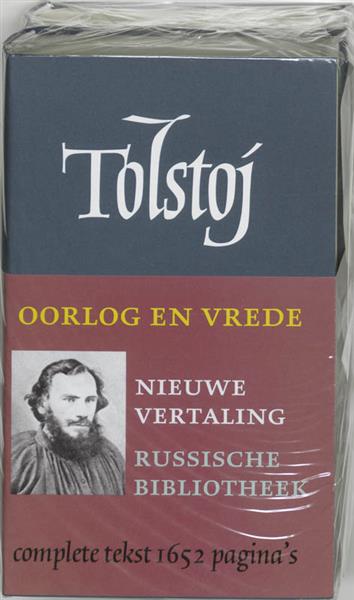 Tolstoj
OORLOG EN VREDE
NIEUWE
VERTALING
RUSSISCHE
BIBLIOTHEEK
complete tekst 1652 pagina's